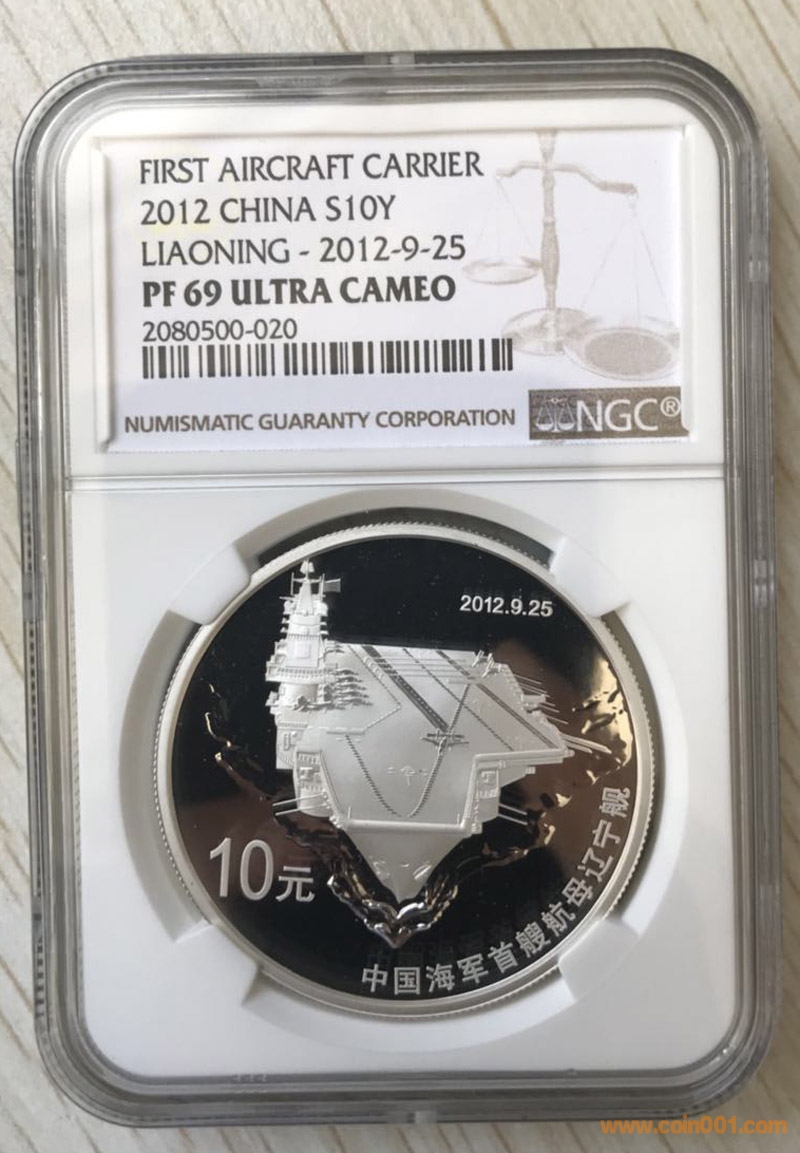 FIRST AIRCRAFT CARRIER
2012 CHINA S10Y
LIAONING - 2012-9-25
PF 69 ULTRA CAMEO
2080500-020
NUMISMATIC GUARANTY CORPORATION
NGC®
2012.9.25
10元
中国海军首艘航母辽宁舰
www.coin001.com